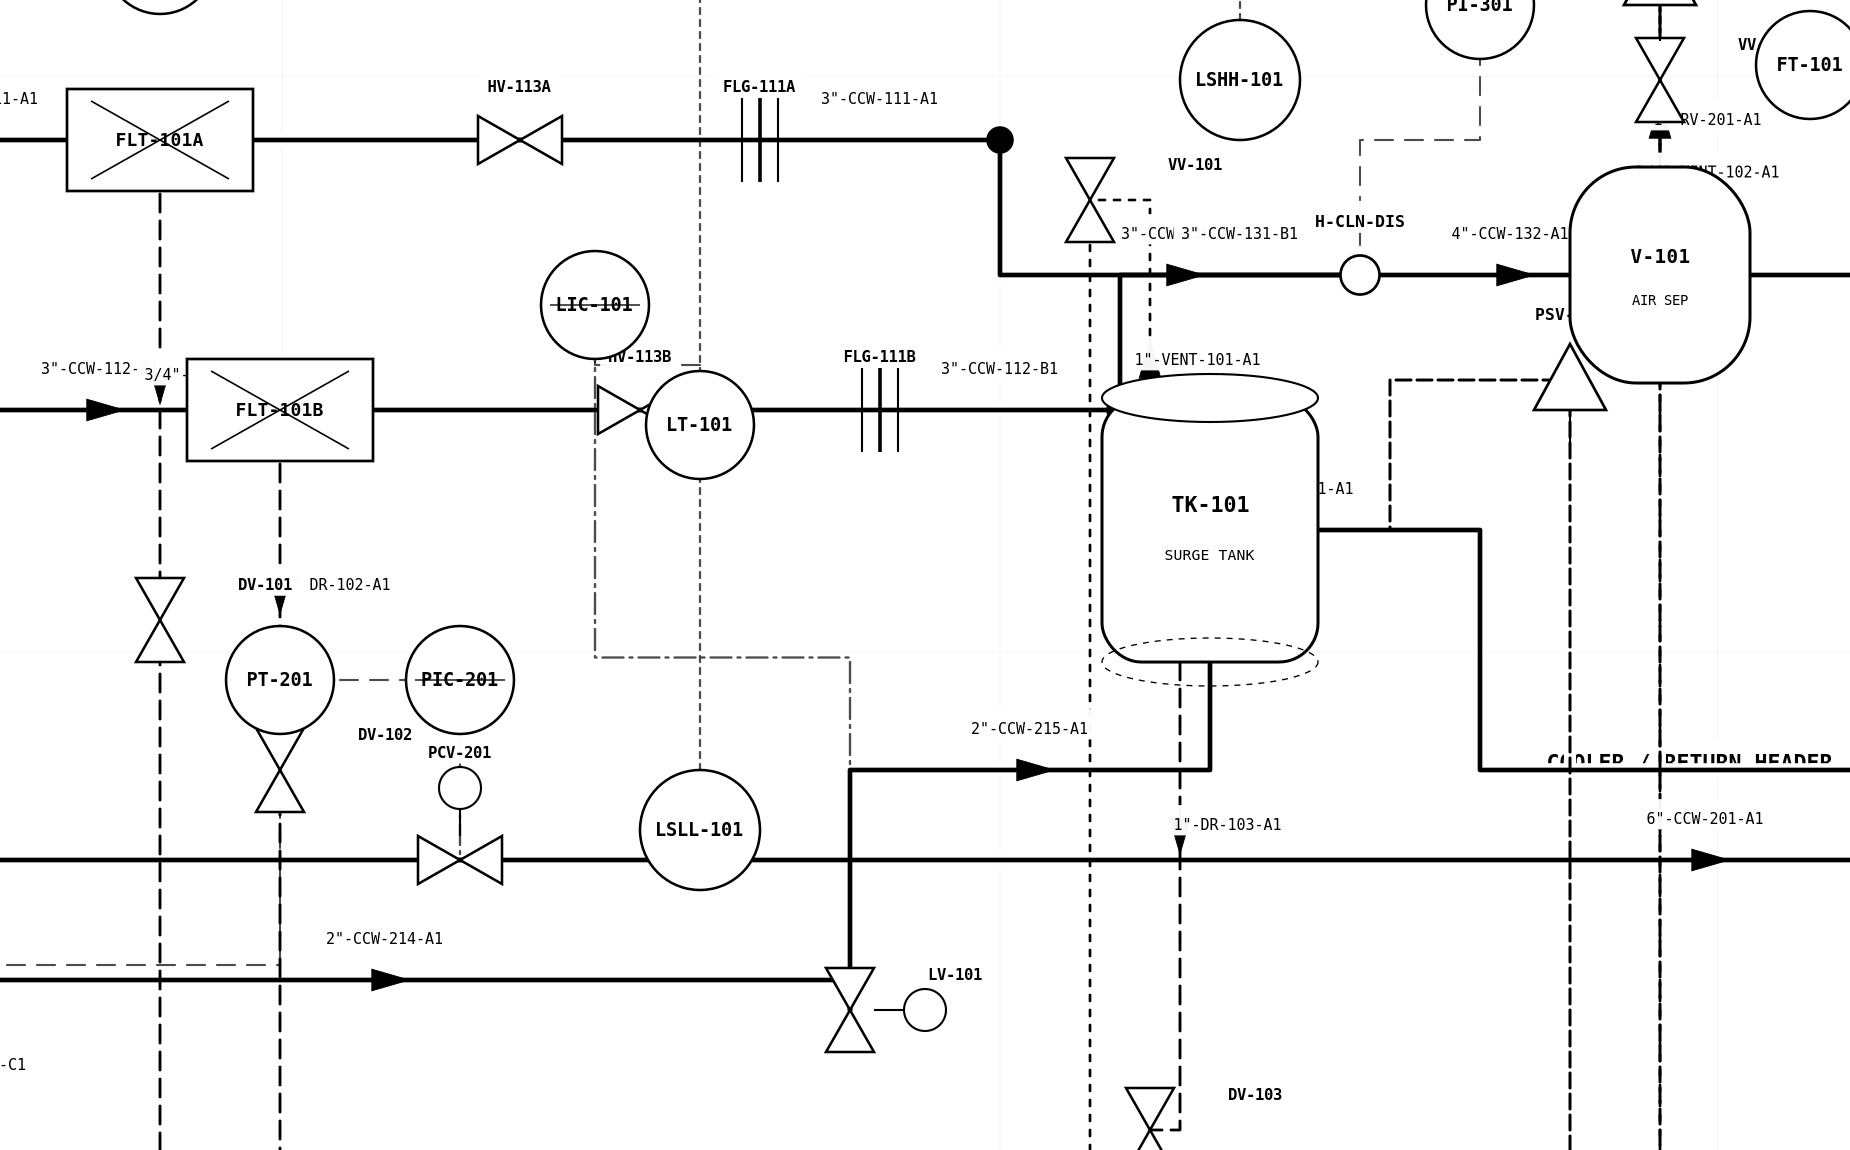 PI-301
VV
FT-101
LSHH-101
HV-113A
FLG-111A
3"-CCW-111-A1
11-A1
FLT-101A
RV-201-A1
VV-101
-102-A1
H-CLN-DIS
3"-CCW
3"-CCW-131-B1
4"-CCW-132-A1
V-101
AIR SEP
LIC-101
PSV-
HV-113B
FLG-111B
3"-CCW-112-B1
1"-VENT-101-A1
3"-CCW-112-
3/4"-
FLT-101B
LT-101
1-A1
TK-101
SURGE TANK
DV-101
DR-102-A1
PT-201
PIC-201
DV-102
PCV-201
2"-CCW-215-A1
COOLER / RETURN HEADER
LSLL-101
1"-DR-103-A1
6"-CCW-201-A1
2"-CCW-214-A1
LV-101
-C1
DV-103